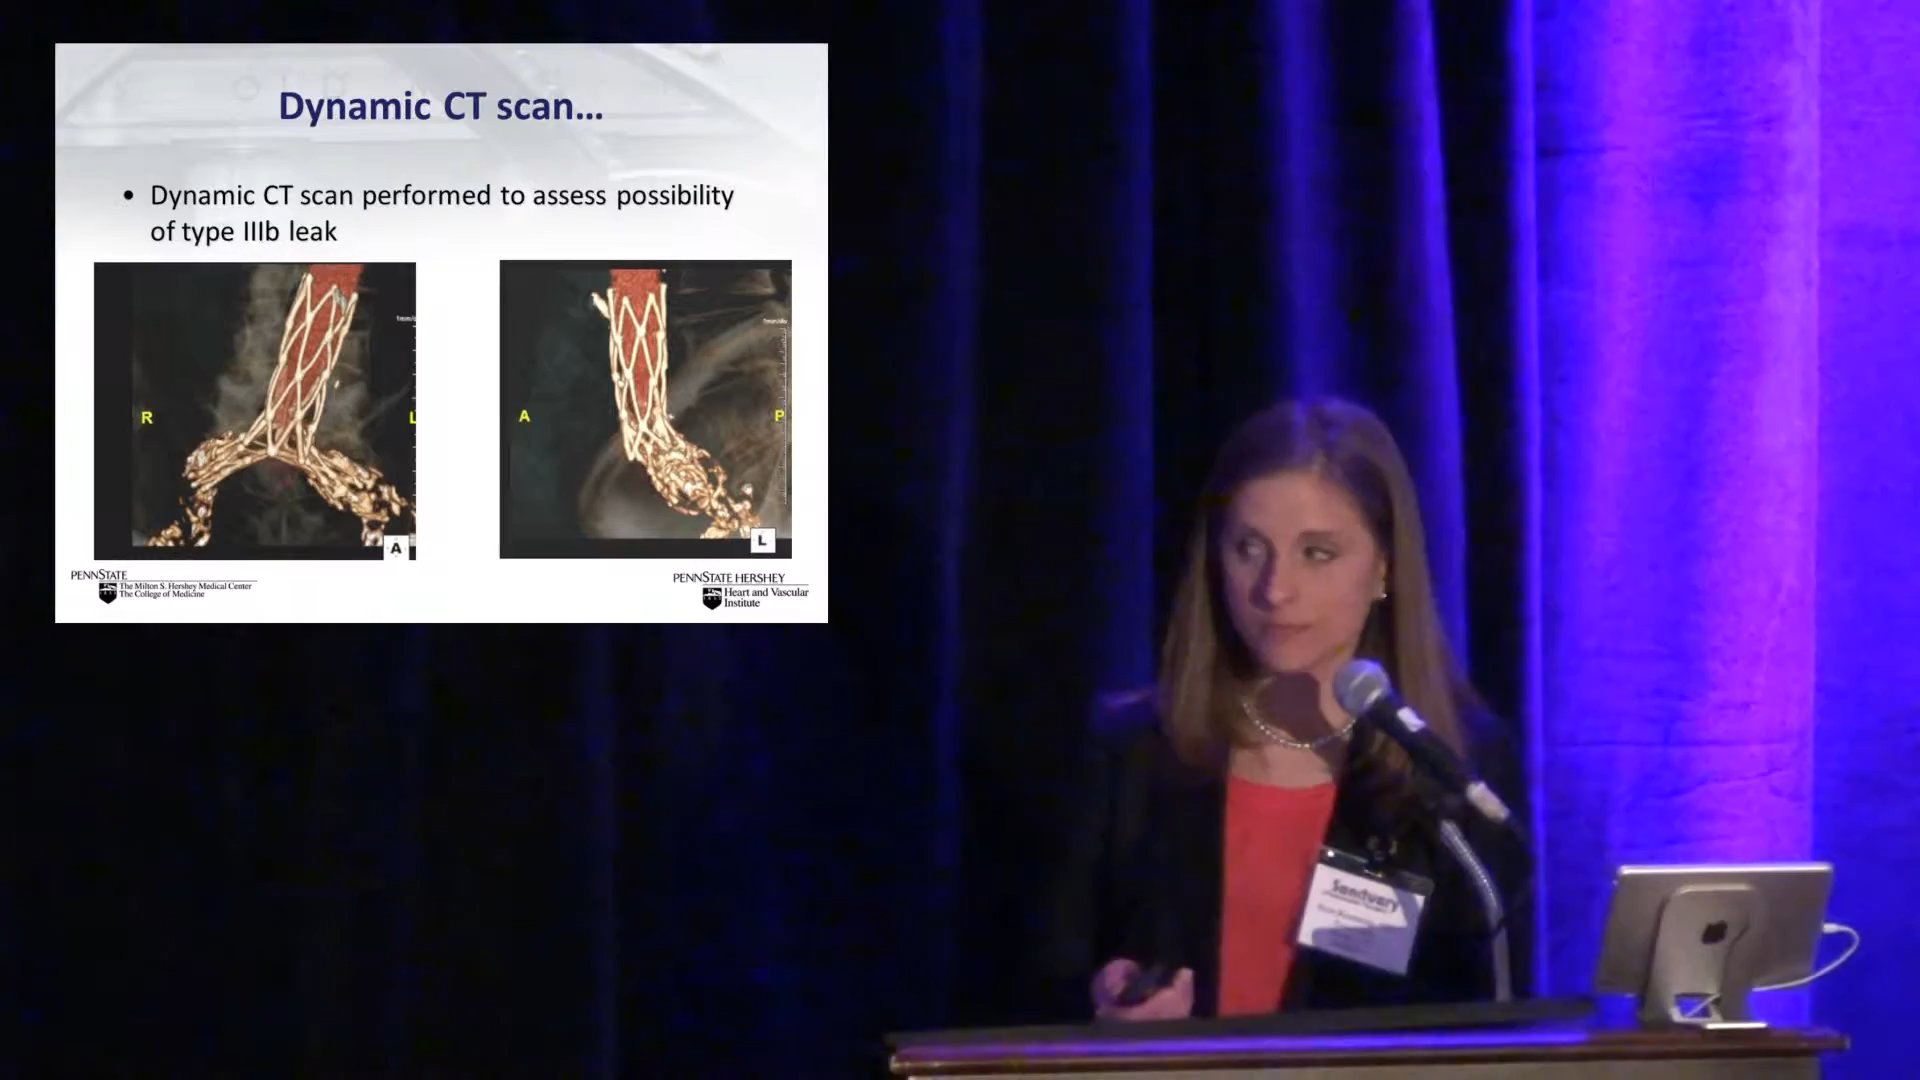 Dynamic CT scan...
• Dynamic CT scan performed to assess possibility
of type IIIb leak
R
L
A
A
P
L
PENNSTATE
The Milton S. Hershey Medical Center
The College of Medicine
PENNSTATE HERSHEY
Heart and Vascular
Institute
Sanctuary